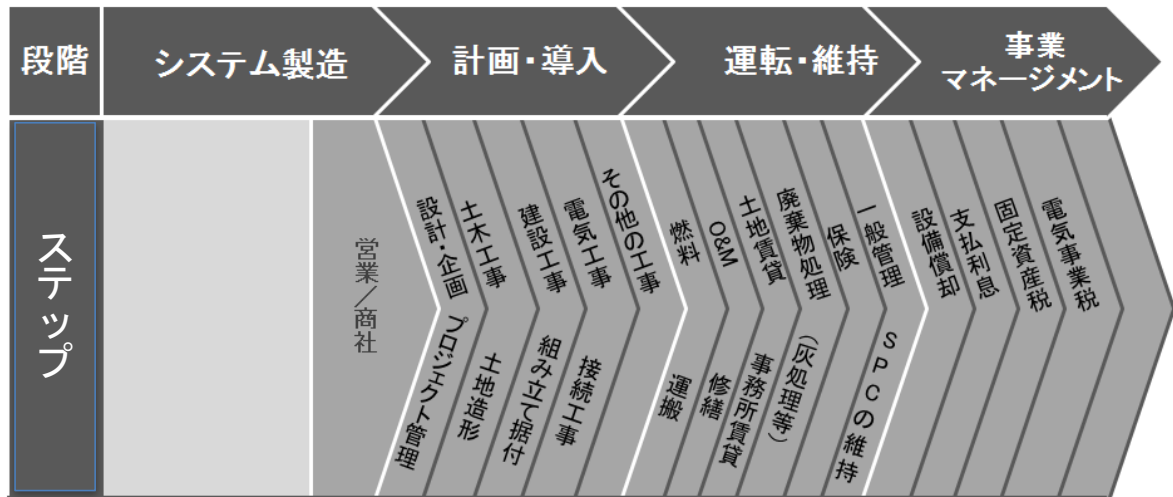 段階
システム製造
計画・導入
運転・維持
事業
マネージメント
ステップ
営業／商社
設計・企画
プロジェクト管理
土木工事
土地造形
建設工事
組み立て据付
電気工事
接続工事
その他の工事
燃料
運搬
O&M
修繕
土地賃貸
事務所賃貸
廃棄物処理
（灰処理等）
保険
一般管理
SPCの維持
設備償却
支払利息
固定資産税
電気事業税